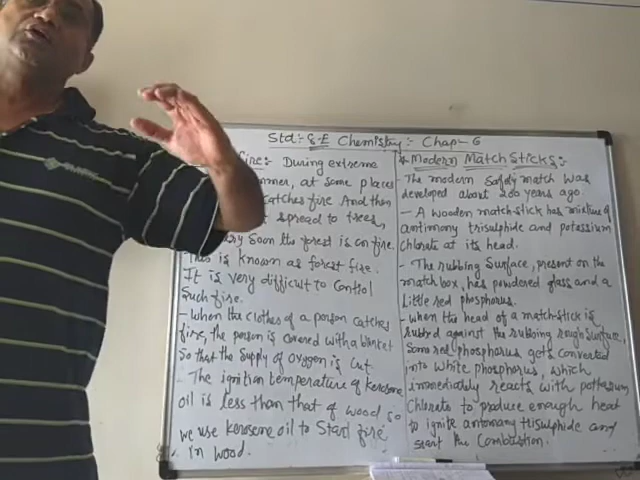 Std:- 8-E Chemistry:- Chap- 6
Fire:- During extreme
mmer, at some places
catches fire And then
t spread to trees,
ry Soon the forest is on fire.
This is known as forest fire.
It is very difficult to Control
Such fire.
- When the clothes of a person catches
fire, the person is covered with a blanket
So that the supply of oxygen is Cut
- The ignition temperature of kerosene
oil is less than that of wood so
we use kerosene oil to Start fire
in wood.
* Modern Match Sticks:-
- The modern Safety match was
developed about 200 years ago.
- A wooden match-stick has mixture of
antimony trisulphide and potassium
Chlorate at its head.
- The rubbing Surface, present on the
matchbox, has powdered glass and a
Little red phosphorus.
- When the head of a match-stick is
rubbed against the rubbing rough surface,
Some red phosphorus gets converted
into white phosphorus, which
immediately reacts with pottasium
Chlorate to produce enough heat
to ignite antomony trisulphide and
start the Combustion.